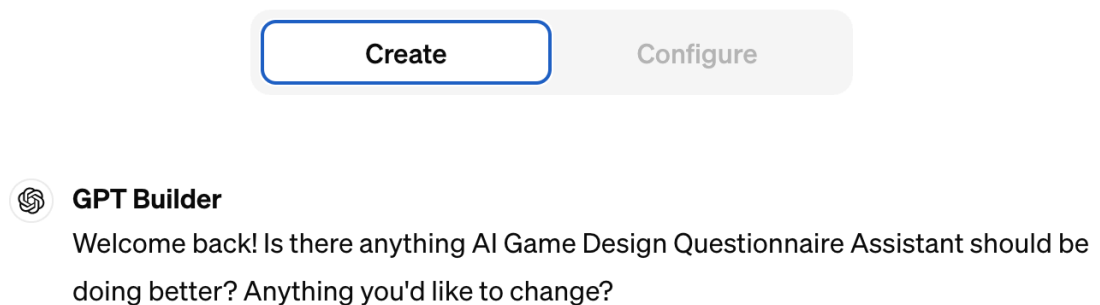 Create
Configure
GPT Builder
Welcome back! Is there anything AI Game Design Questionnaire Assistant should be
doing better? Anything you'd like to change?